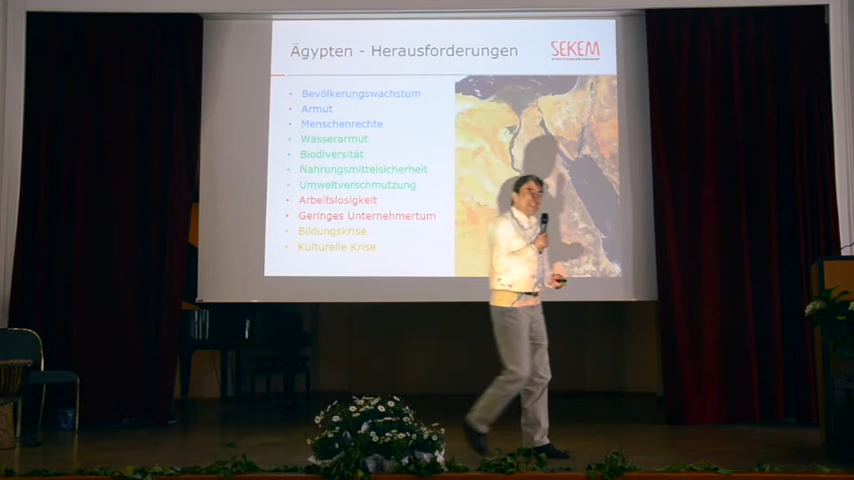 Ägypten - Herausforderungen
SEKEM
• Bevölkerungswachstum
• Armut
• Menschenrechte
• Wasserarmut
• Biodiversität
• Nahrungsmittelsicherheit
• Umweltverschmutzung
• Arbeitslosigkeit
• Geringes Unternehmertum
• Bildungskrise
• Kulturelle Krise